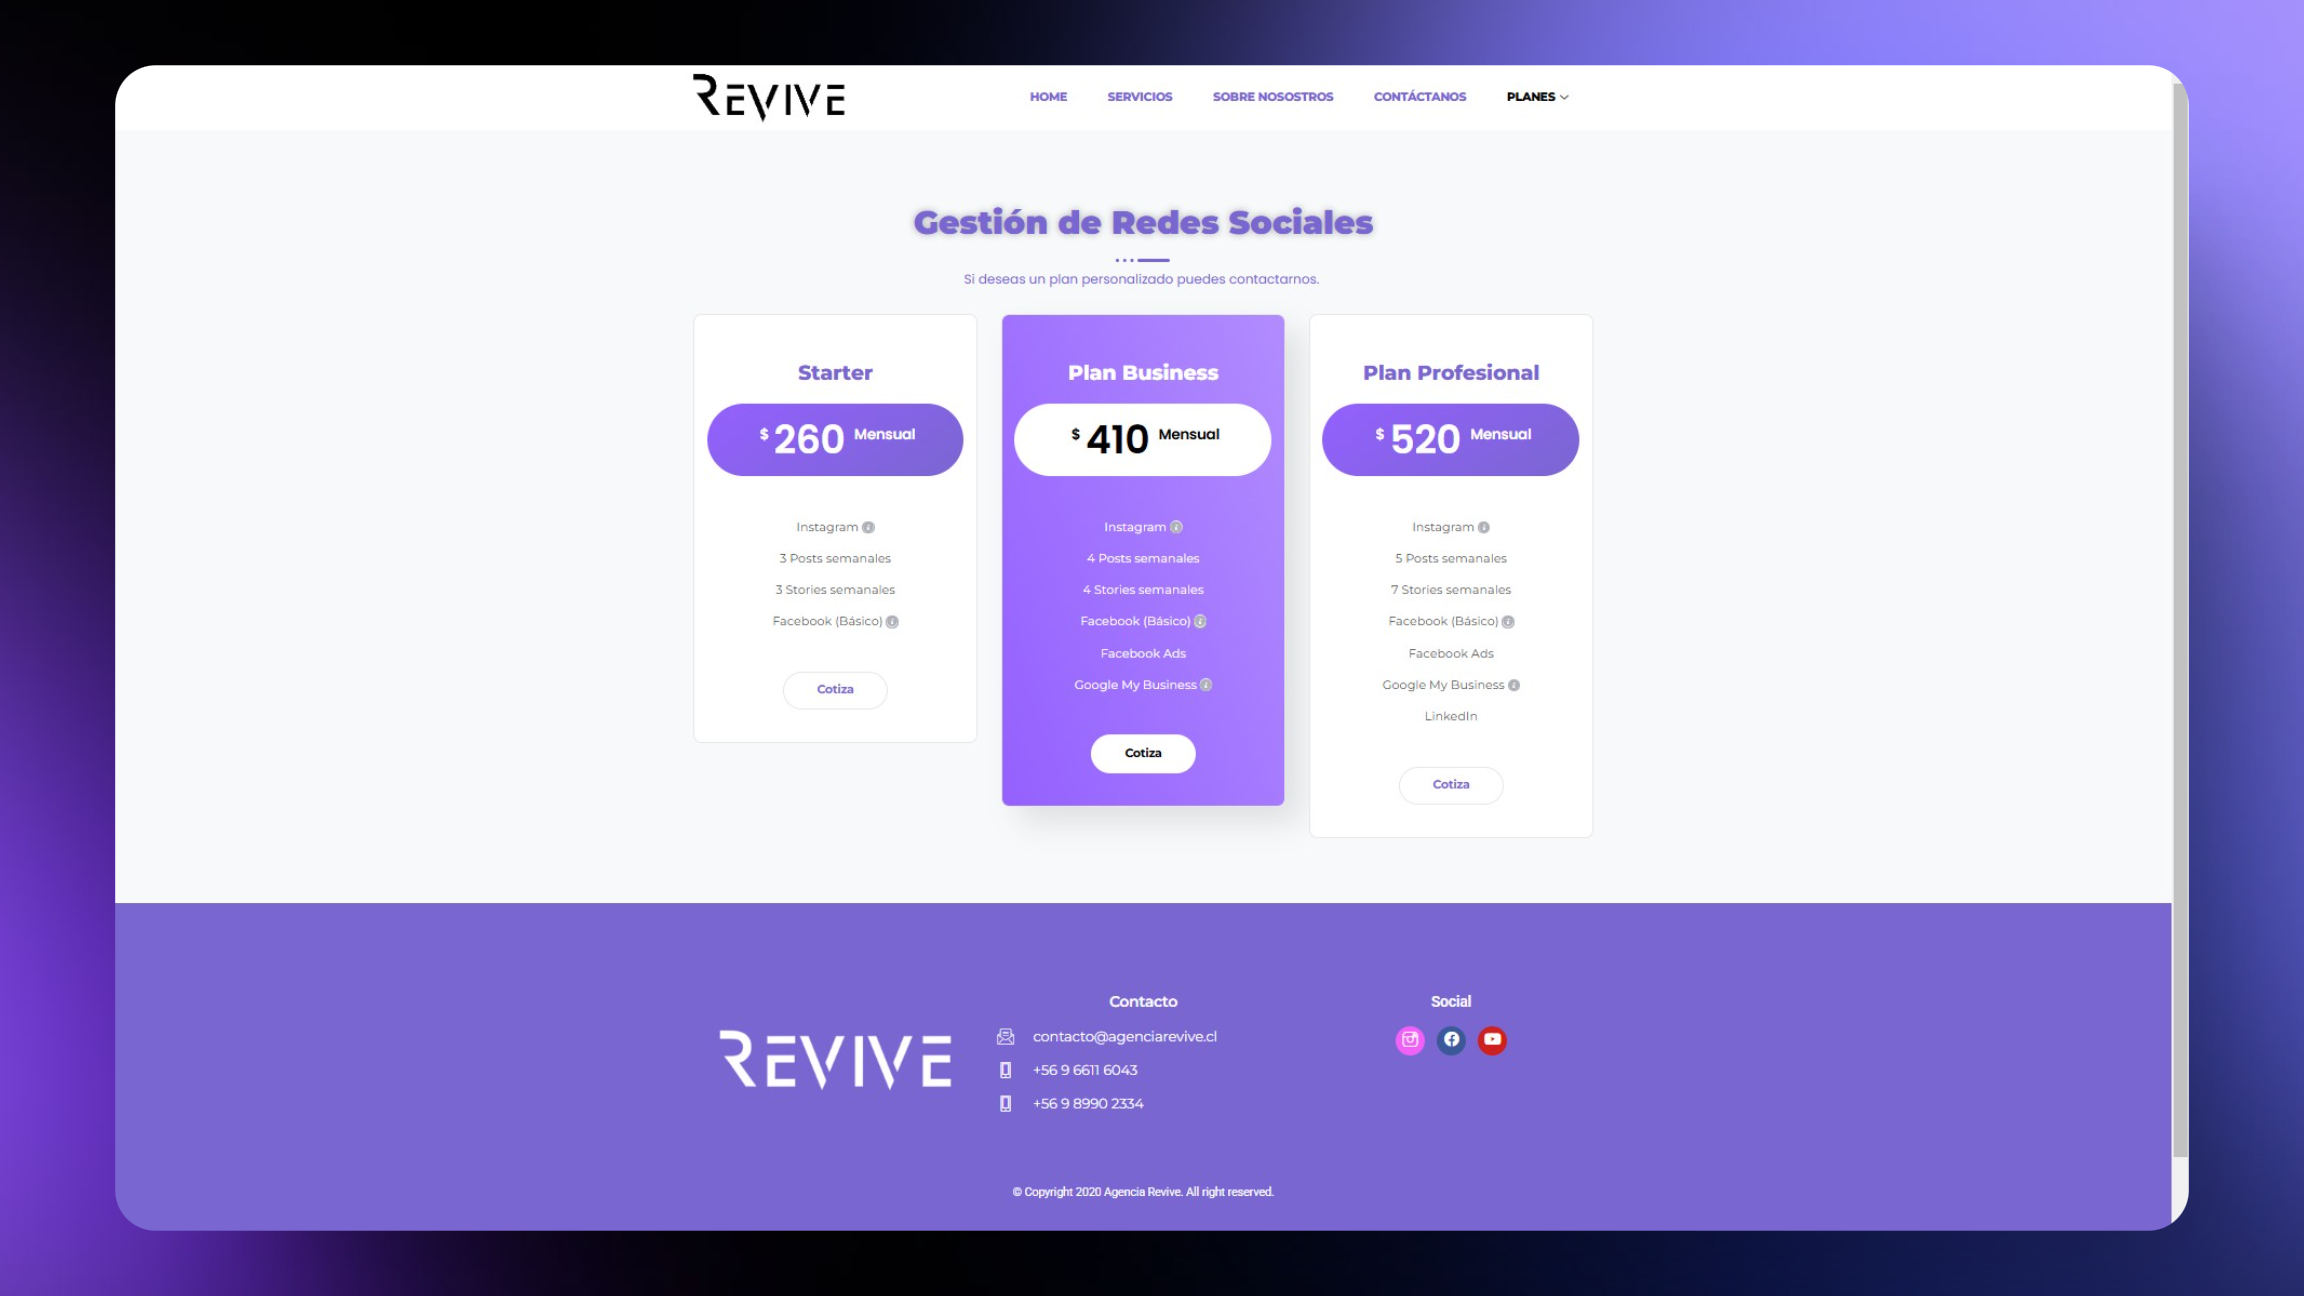 REVIVE
HOME SERVICIOS SOBRE NOSOSTROS CONTÁCTANOS PLANES
Gestión de Redes Sociales
Si deseas un plan personalizado puedes contactarnos.
Starter
$ 260 Mensual
Instagram
3 Posts semanales
3 Stories semanales
Facebook (Básico)
Cotiza
Plan Business
$ 410 Mensual
Instagram
4 Posts semanales
4 Stories semanales
Facebook (Básico)
Facebook Ads
Google My Business
Cotiza
Plan Profesional
$ 520 Mensual
Instagram
5 Posts semanales
7 Stories semanales
Facebook (Básico)
Facebook Ads
Google My Business
LinkedIn
Cotiza
REVIVE
Contacto
contacto@agenciarevive.cl
+56 9 6611 6043
+56 9 8990 2334
Social
© Copyright 2020 Agencia Revive. All right reserved.